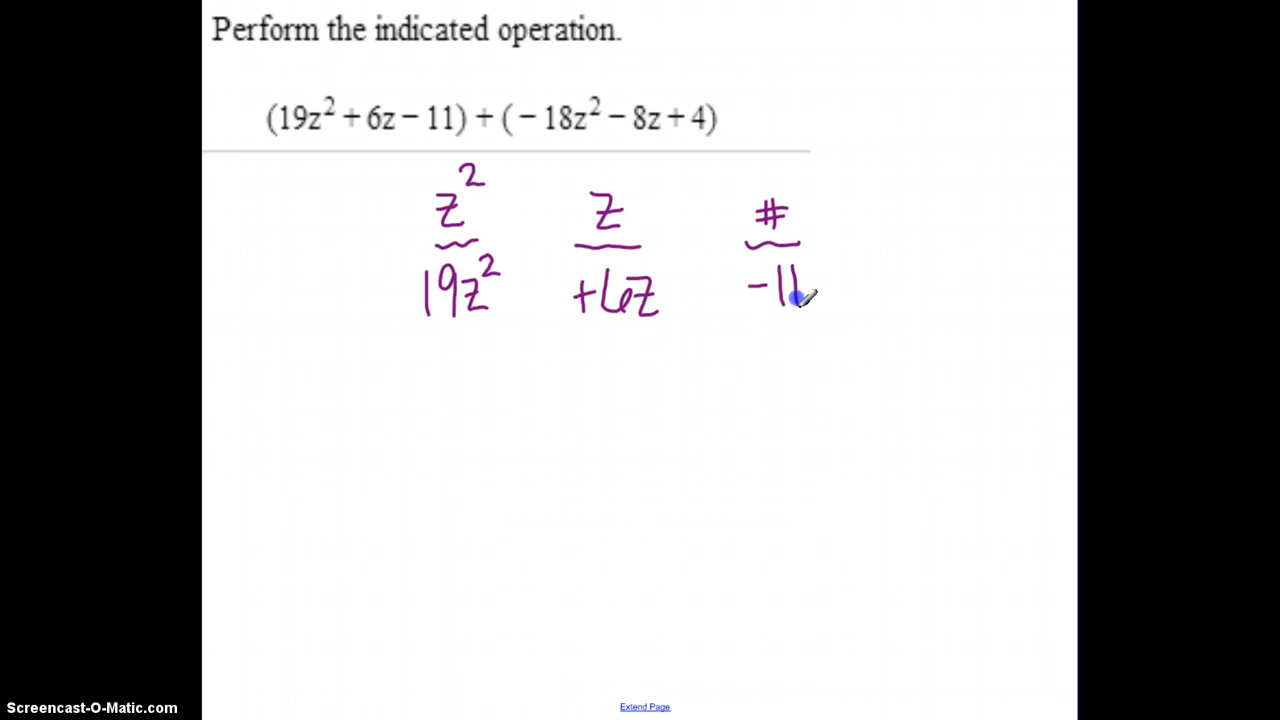 Perform the indicated operation.
(19z² + 6z − 11) + (− 18z² − 8z + 4)
z² z #
19z² +6z -11
Screencast-O-Matic.com
Extend Page